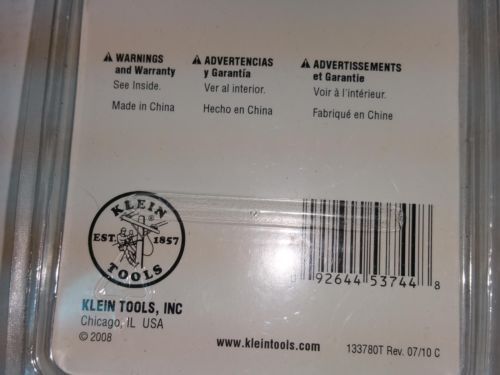 ⚠ WARNINGS
and Warranty
See Inside.
Made in China
⚠ ADVERTENCIAS
y Garantía
Ver al interior.
Hecho en China
⚠ ADVERTISSEMENTS
et Garantie
Voir à l'intérieur.
Fabriqué en Chine
KLEIN
®
EST. 1857
TOOLS
KLEIN TOOLS, INC
Chicago, IL USA
© 2008
www.kleintools.com
92644 53744 8
133780T Rev. 07/10 C